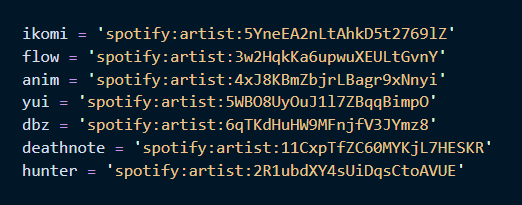 ikomi = 'spotify:artist:5YneEA2nLtAhkD5t2769lZ'
flow = 'spotify:artist:3w2HqkKa6upwuXEULtGvnY'
anim = 'spotify:artist:4xJ8KBmZbjrLBagr9xNnyi'
yui = 'spotify:artist:5WBO8UyOuJ1l7ZBqqBimpO'
dbz = 'spotify:artist:6qTKdHuHW9MFnjfV3JYmz8'
deathnote = 'spotify:artist:11CxpTfZC60MYKjL7HESKR'
hunter = 'spotify:artist:2R1ubdXY4sUiDqsCtoAVUE'